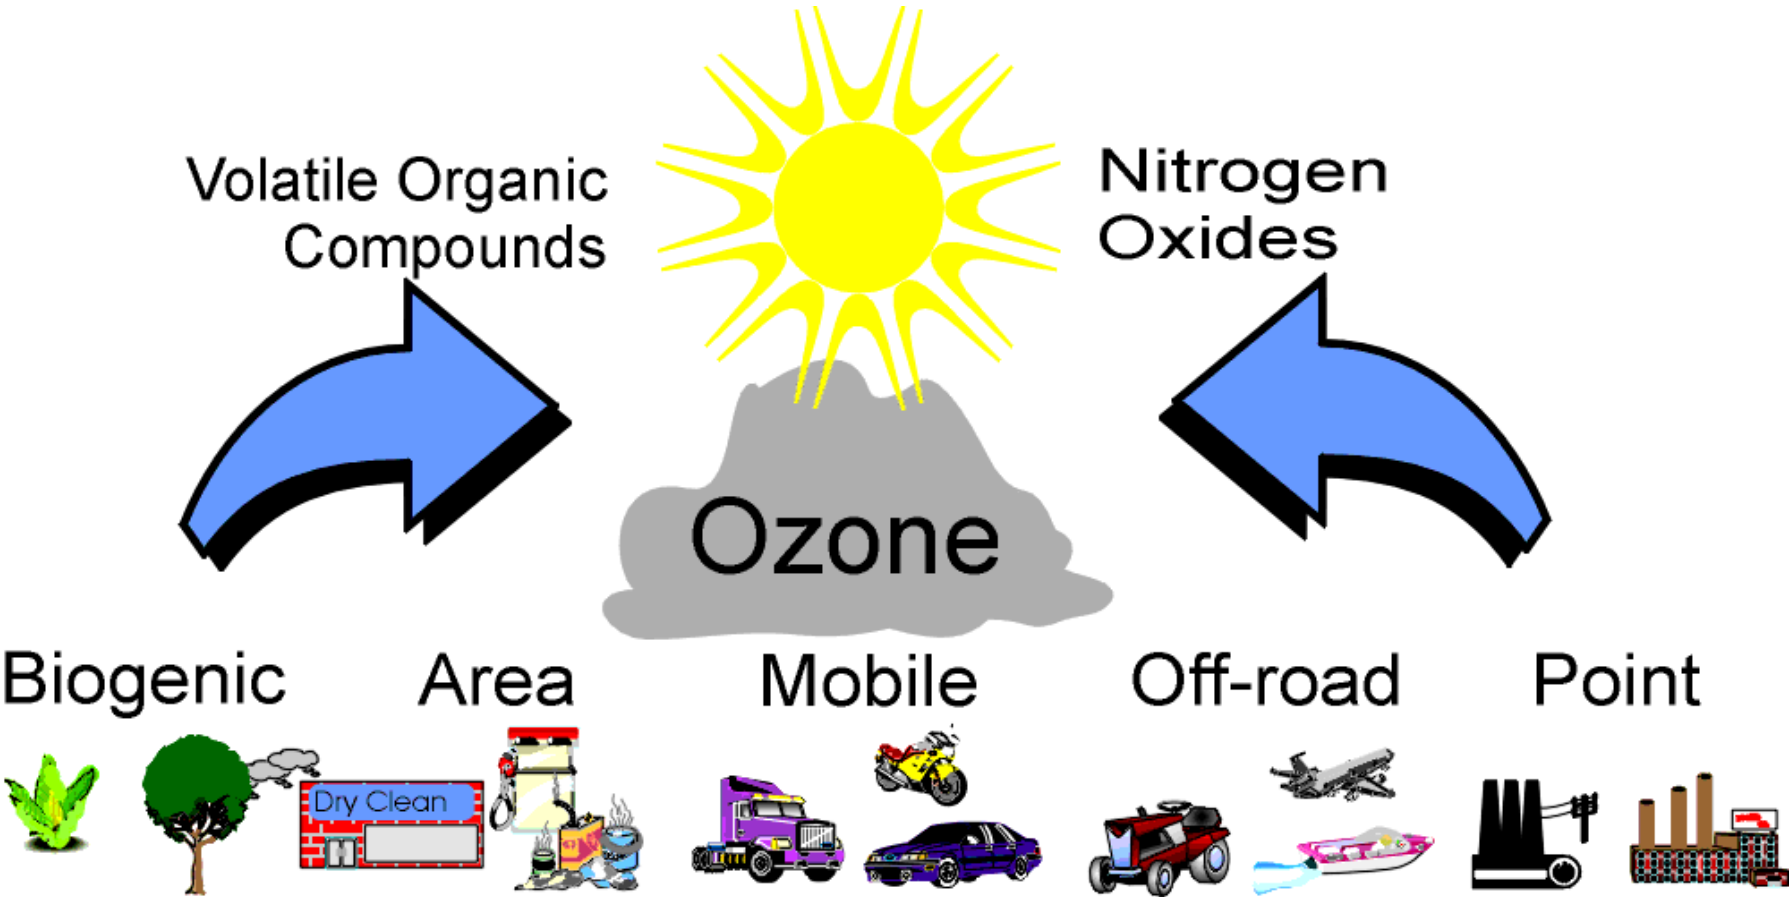 Volatile Organic
Compounds
Nitrogen
Oxides
Ozone
Biogenic
Area
Mobile
Off-road
Point
Dry Clean